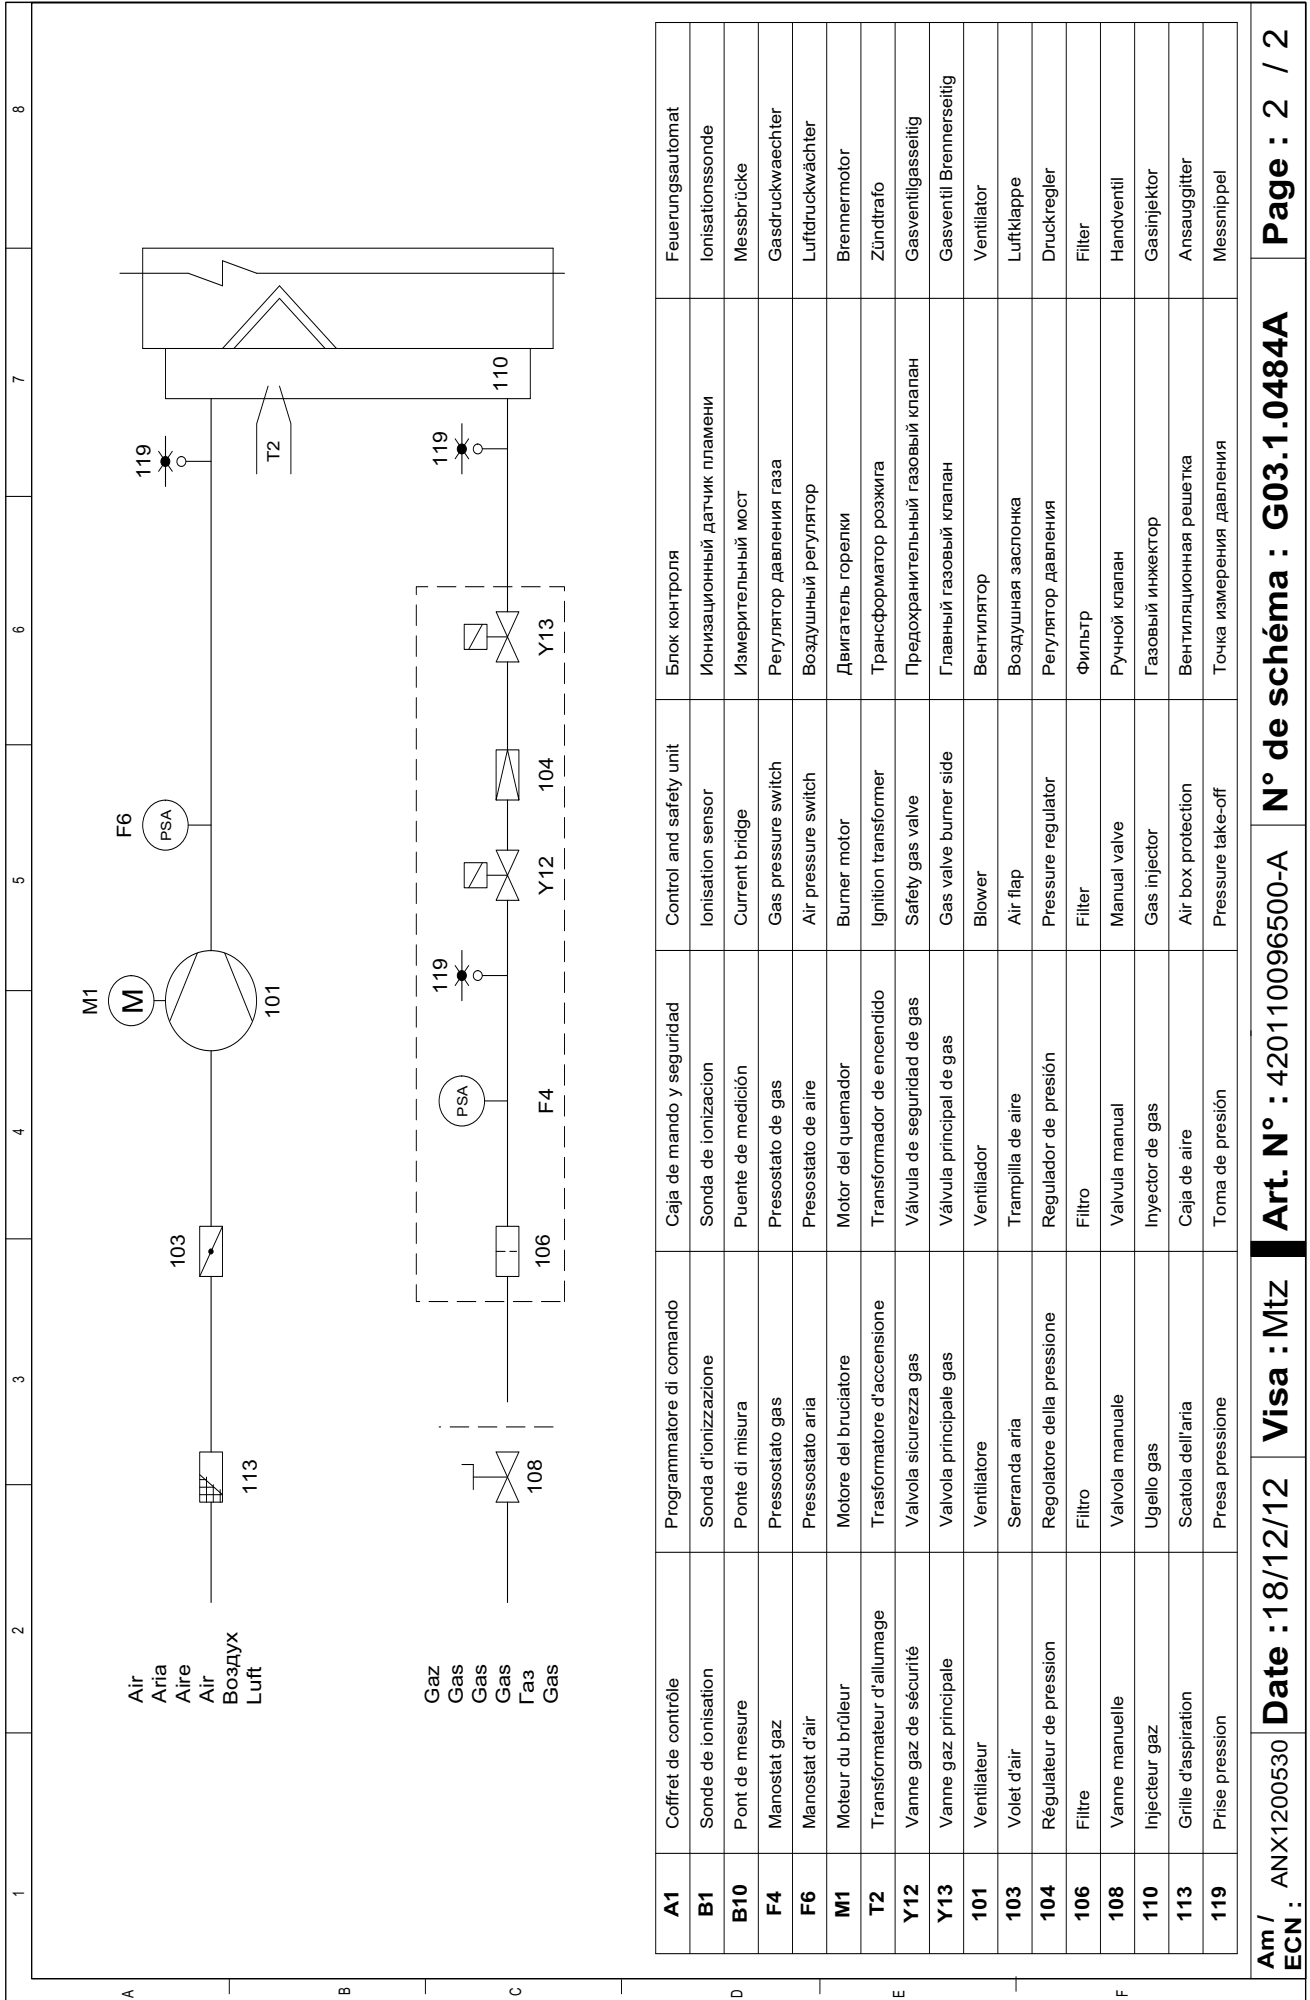 1 2 3 4 5 6 7 8
A
B
C
D
E
F
Air
Aria
Aire
Air
Воздух
Luft
113
103
M1
M
101
F6
PSA
119
T2
Gaz
Gas
Gas
Gas
Газ
Gas
108
106
PSA
F4
119
Y12
104
Y13
119
110
A1 Coffret de contrôle Programmatore di comando Caja de mando y seguridad Control and safety unit Блок контроля Feuerungsautomat
B1 Sonde de ionisation Sonda d'ionizzazione Sonda de ionizacion Ionisation sensor Ионизационный датчик пламени Ionisationssonde
B10 Pont de mesure Ponte di misura Puente de medición Current bridge Измерительный мост Messbrücke
F4 Manostat gaz Pressostato gas Presostato de gas Gas pressure switch Регулятор давления газа Gasdruckwaechter
F6 Manostat d'air Pressostato aria Presostato de aire Air pressure switch Воздушный регулятор Luftdruckwächter
M1 Moteur du brûleur Motore del bruciatore Motor del quemador Burner motor Двигатель горелки Brennermotor
T2 Transformateur d'allumage Trasformatore d'accensione Transformador de encendido Ignition transformer Трансформатор розжига Zündtrafo
Y12 Vanne gaz de sécurité Valvola sicurezza gas Válvula de seguridad de gas Safety gas valve Предохранительный газовый клапан Gasventilgasseitig
Y13 Vanne gaz principale Valvola principale gas Válvula principal de gas Gas valve burner side Главный газовый клапан Gasventil Brennerseitig
101 Ventilateur Ventilatore Ventilador Blower Вентилятор Ventilator
103 Volet d'air Serranda aria Trampilla de aire Air flap Воздушная заслонка Luftklappe
104 Régulateur de pression Regolatore della pressione Regulador de presión Pressure regulator Регулятор давления Druckregler
106 Filtre Filtro Filtro Filter Фильтр Filter
108 Vanne manuelle Valvola manuale Valvula manual Manual valve Ручной клапан Handventil
110 Injecteur gaz Ugello gas Inyector de gas Gas injector Газовый инжектор Gasinjektor
113 Grille d'aspiration Scatola dell'aria Caja de aire Air box protection Вентиляционная решетка Ansauggitter
119 Prise pression Presa pressione Toma de presión Pressure take-off Точка измерения давления Messnippel
Am / ECN : ANX1200530 Date :18/12/12 Visa :Mtz Art. N° : 420110096500-A N° de schéma : G03.1.0484A Page : 2 / 2